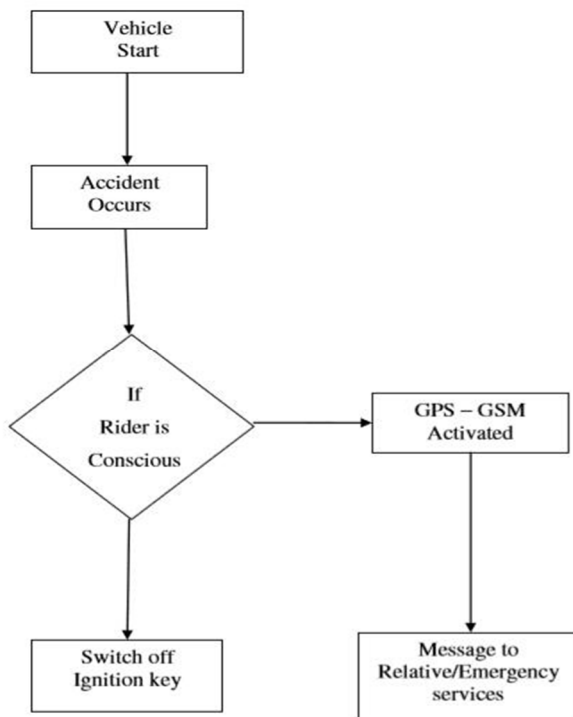 Vehicle
Start
Accident
Occurs
If
Rider is
Conscious
GPS – GSM
Activated
Switch off
Ignition key
Message to
Relative/Emergency
services